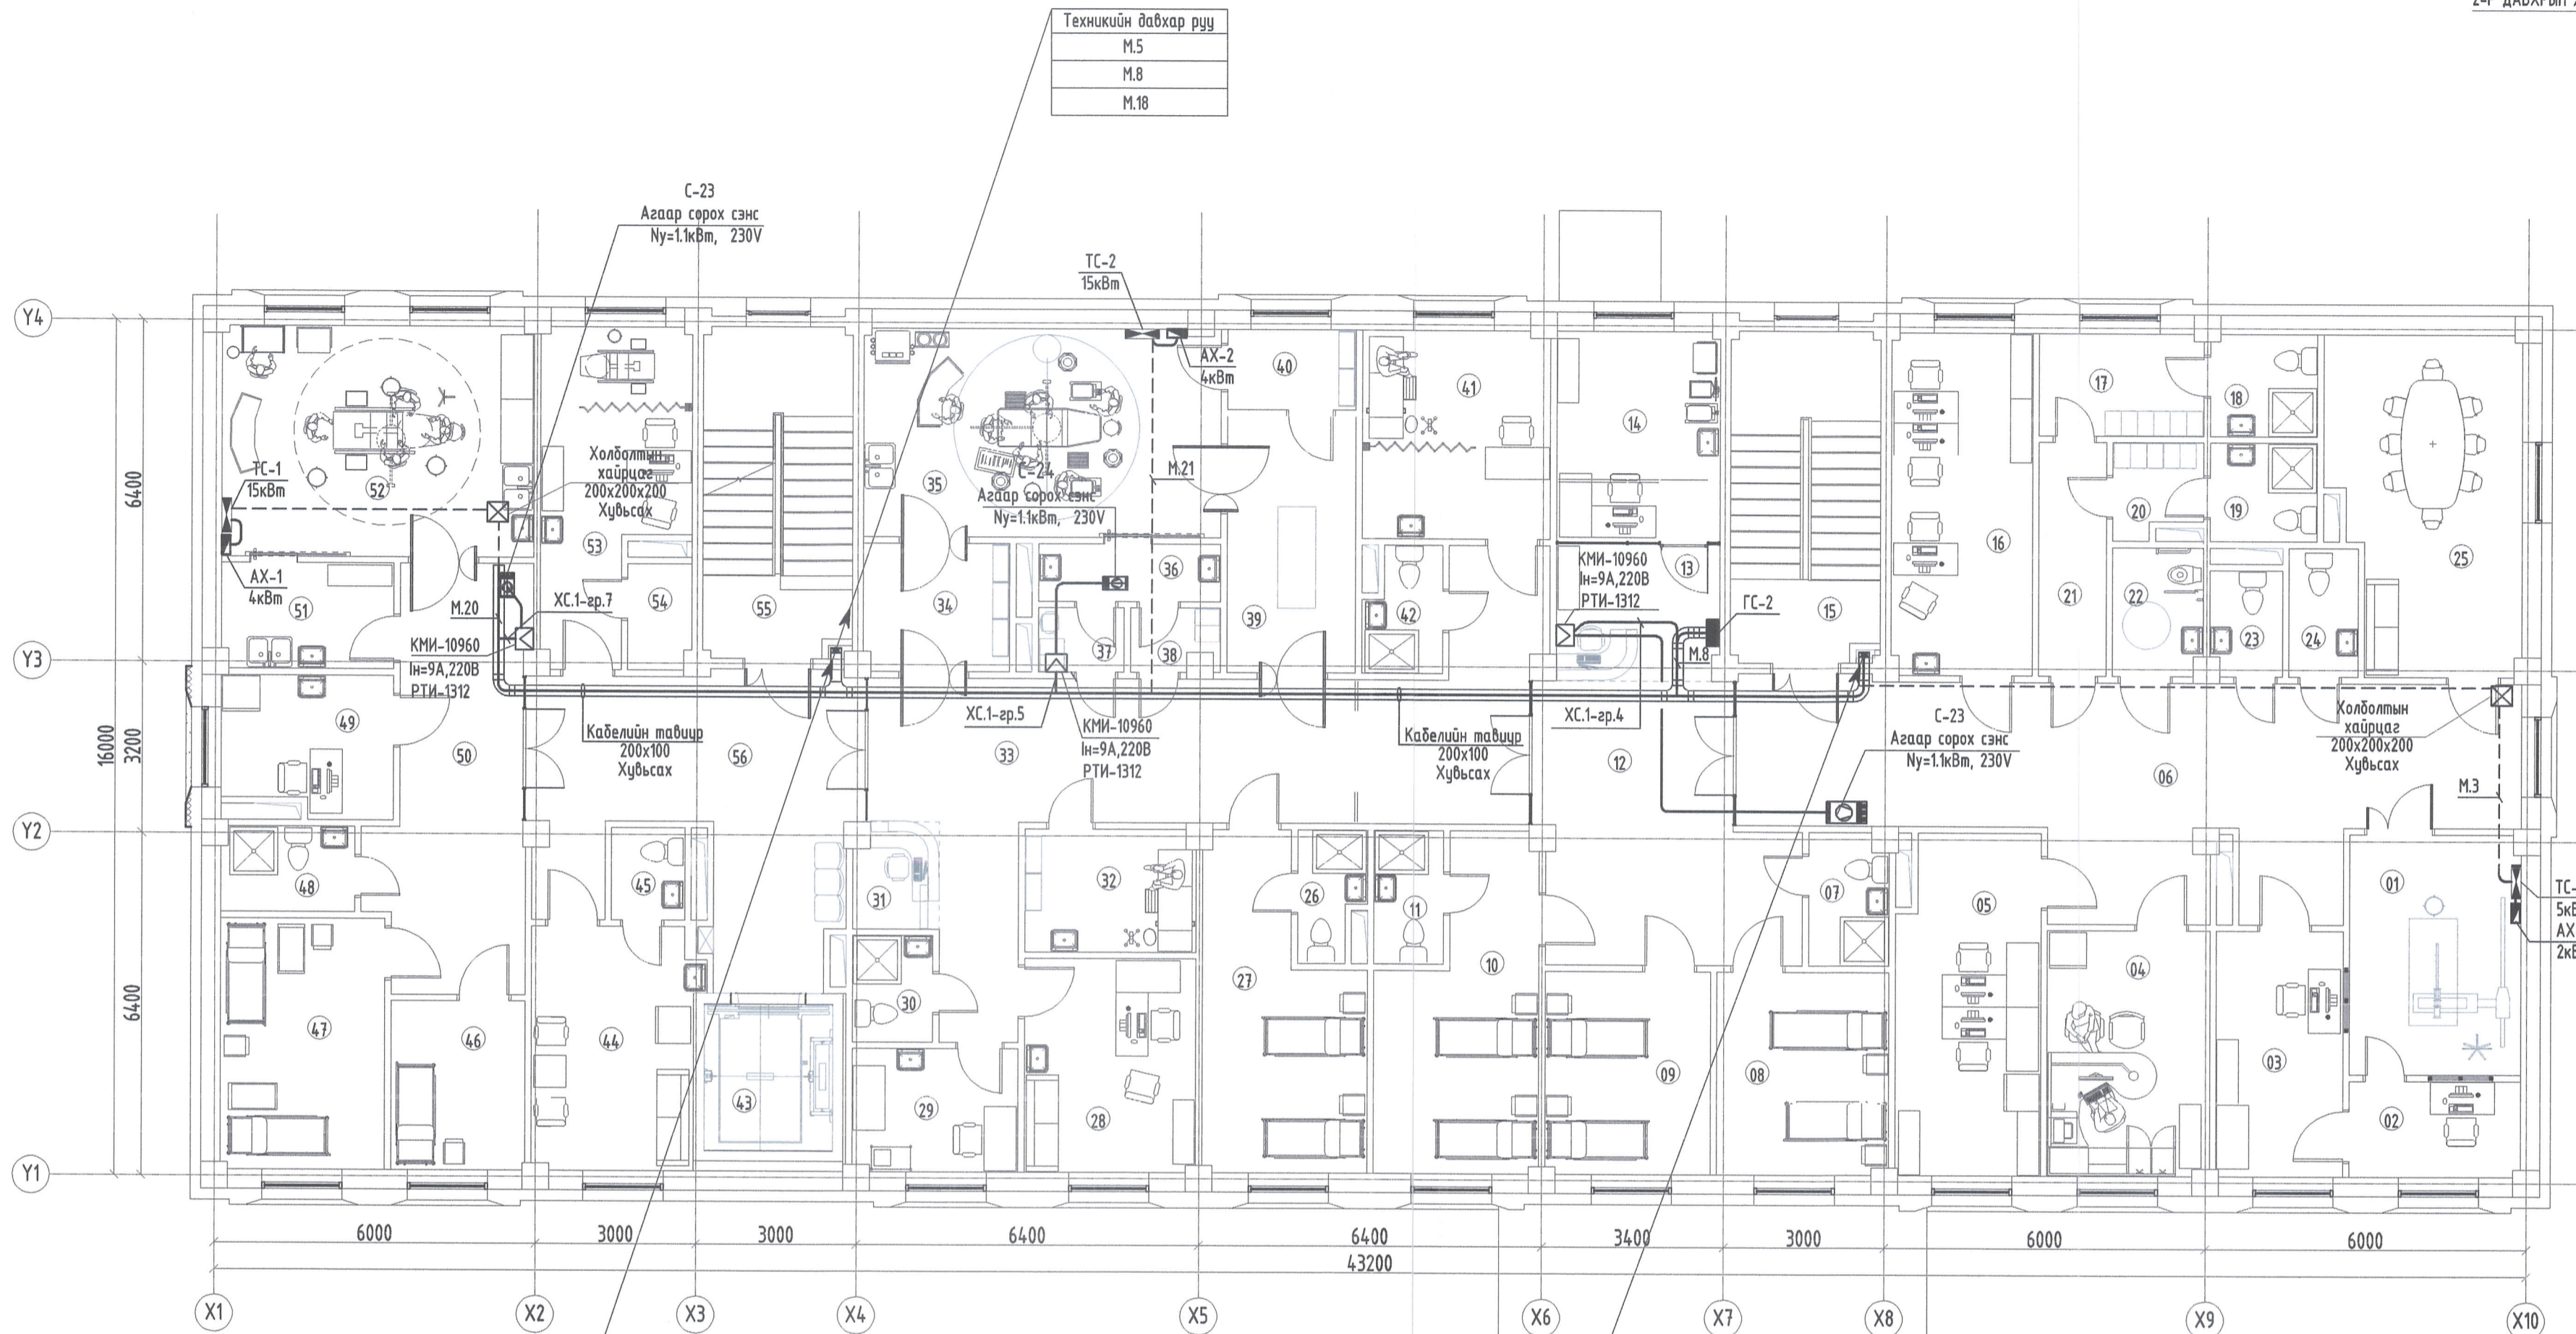 Техникийн давхар руу
М.5
М.8
М.18
С-23
Агаар сорох сэнс
Nу=1.1кВт, 230V
ТС-2
15кВт
АХ-2
4кВт
Y4
Y3
Y2
Y1
16000
6400
3200
6400
ТС-1
15кВт
АХ-1
4кВт
Холболтын
хайрцаг
200х200х200
Хувьсах
С-24
Агаар сорох сэнс
Nу=1.1кВт, 230V
М.21
М.20
ХС.1-гр.7
КМИ-10960
Iн=9А,220В
РТИ-1312
КМИ-10960
Iн=9А,220В
РТИ-1312
ГС-2
М.8
Кабелийн тавиур
200х100
Хувьсах
ХС.1-гр.5
КМИ-10960
Iн=9А,220В
РТИ-1312
Кабелийн тавиур
200х100
Хувьсах
ХС.1-гр.4
С-23
Агаар сорох сэнс
Nу=1.1кВт, 230V
Холболтын
хайрцаг
200х200х200
Хувьсах
М.3
52
53
35
40
41
14
17
18
16
20
19
25
51
54
55
34
36
37
38
39
42
13
15
21
22
23
24
49
50
56
33
12
06
48
45
31
32
26
11
07
05
01
47
46
44
43
30
29
28
27
10
09
08
04
03
02
6000
3000
3000
6400
6400
3400
3000
6000
6000
43200
X1
X2
X3
X4
X5
X6
X7
X8
X9
X10